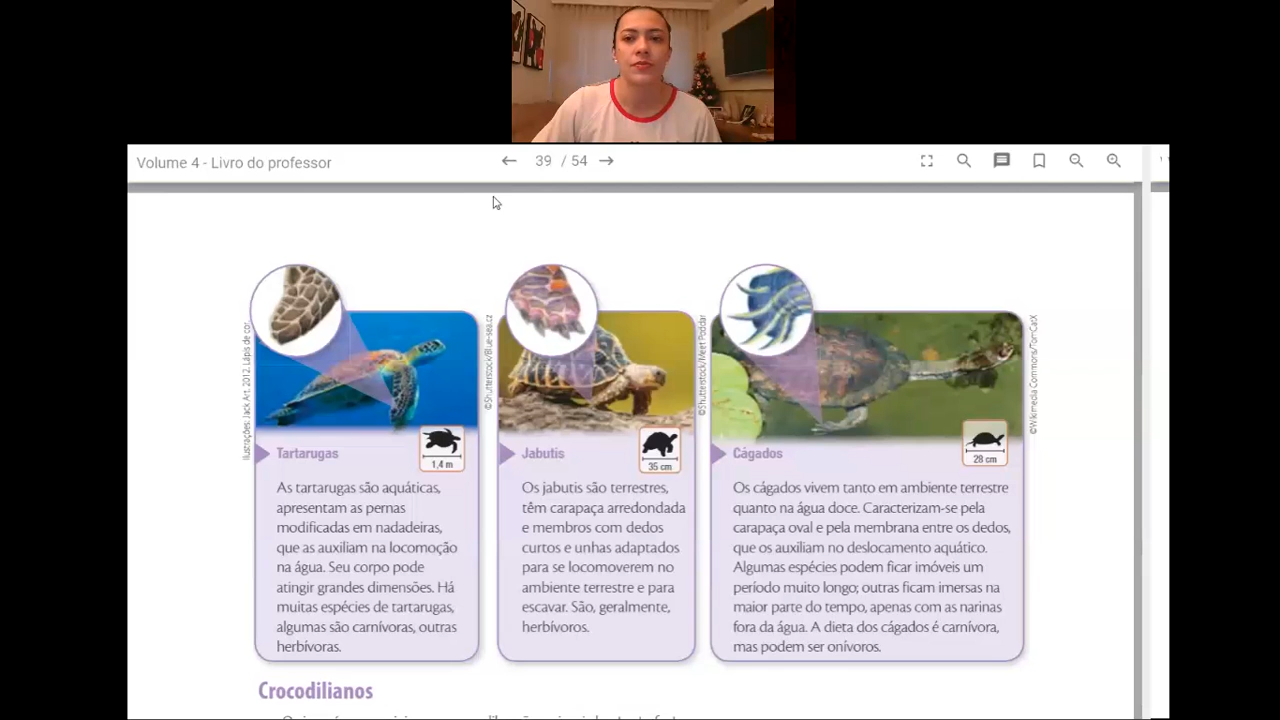 Volume 4 - Livro do professor
39 / 54
Ilustrações: Jack Art. 2012. Lápis de cor.
©Shutterstock/Blue-sea.cz
©Shutterstock/Meet Poddar
©Wikimedia Commons/Tom-CatX
1,4 m
35 cm
28 cm
Tartarugas
As tartarugas são aquáticas,
apresentam as pernas
modificadas em nadadeiras,
que as auxiliam na locomoção
na água. Seu corpo pode
atingir grandes dimensões. Há
muitas espécies de tartarugas,
algumas são carnívoras, outras
herbívoras.
Jabutis
Os jabutis são terrestres,
têm carapaça arredondada
e membros com dedos
curtos e unhas adaptados
para se locomoverem no
ambiente terrestre e para
escavar. São, geralmente,
herbívoros.
Cágados
Os cágados vivem tanto em ambiente terrestre
quanto na água doce. Caracterizam-se pela
carapaça oval e pela membrana entre os dedos,
que os auxiliam no deslocamento aquático.
Algumas espécies podem ficar imóveis um
período muito longo; outras ficam imersas na
maior parte do tempo, apenas com as narinas
fora da água. A dieta dos cágados é carnívora,
mas podem ser onívoros.
Crocodilianos